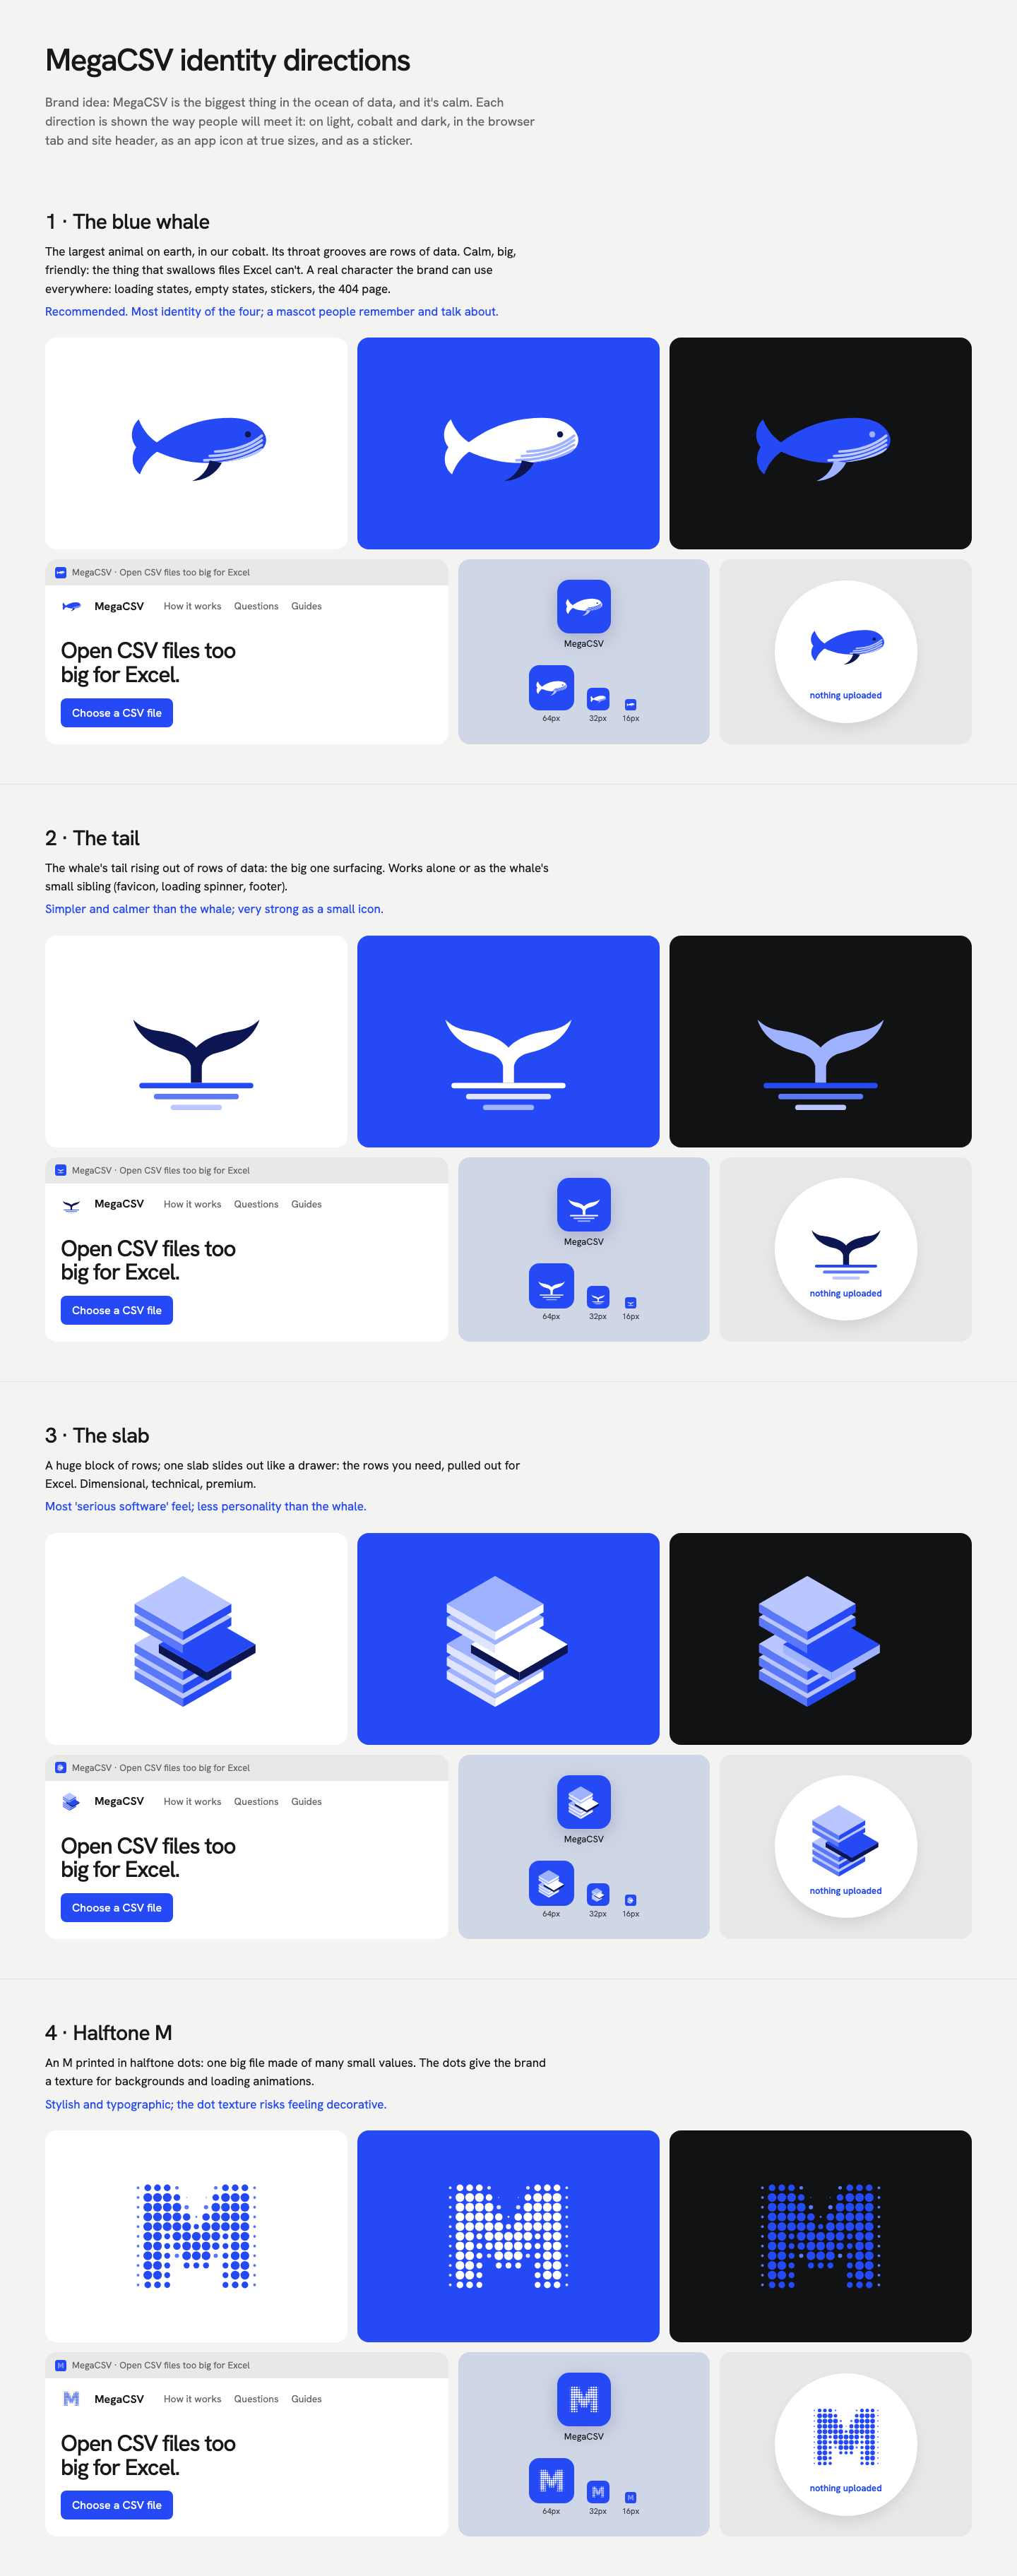 MegaCSV identity directions
Brand idea: MegaCSV is the biggest thing in the ocean of data, and it's calm. Each
direction is shown the way people will meet it: on light, cobalt and dark, in the browser
tab and site header, as an app icon at true sizes, and as a sticker.
1 · The blue whale
The largest animal on earth, in our cobalt. Its throat grooves are rows of data. Calm, big,
friendly: the thing that swallows files Excel can't. A real character the brand can use
everywhere: loading states, empty states, stickers, the 404 page.
Recommended. Most identity of the four; a mascot people remember and talk about.
MegaCSV · Open CSV files too big for Excel
MegaCSV How it works Questions Guides
Open CSV files too
big for Excel.
Choose a CSV file
MegaCSV
64px 32px 16px
nothing uploaded
2 · The tail
The whale's tail rising out of rows of data: the big one surfacing. Works alone or as the whale's
small sibling (favicon, loading spinner, footer).
Simpler and calmer than the whale; very strong as a small icon.
MegaCSV · Open CSV files too big for Excel
MegaCSV How it works Questions Guides
Open CSV files too
big for Excel.
Choose a CSV file
MegaCSV
64px 32px 16px
nothing uploaded
3 · The slab
A huge block of rows; one slab slides out like a drawer: the rows you need, pulled out for
Excel. Dimensional, technical, premium.
Most 'serious software' feel; less personality than the whale.
MegaCSV · Open CSV files too big for Excel
MegaCSV How it works Questions Guides
Open CSV files too
big for Excel.
Choose a CSV file
MegaCSV
64px 32px 16px
nothing uploaded
4 · Halftone M
An M printed in halftone dots: one big file made of many small values. The dots give the brand
a texture for backgrounds and loading animations.
Stylish and typographic; the dot texture risks feeling decorative.
M M M
MegaCSV · Open CSV files too big for Excel
M MegaCSV How it works Questions Guides
Open CSV files too
big for Excel.
Choose a CSV file
M
MegaCSV
M M M
64px 32px 16px
M
nothing uploaded